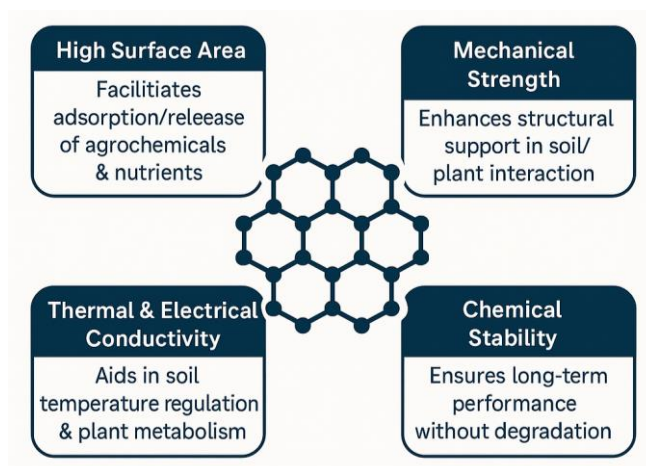 High Surface Area
Facilitiates
adsorption/releease
of agrochemicals
& nutrients
Mechanical
Strength
Enhances structural
support in soil/
plant interaction
Thermal & Electrical
Conductivity
Aids in soil
temperature regulation
& plant metabolism
Chemical
Stability
Ensures long-term
performance
without degradation